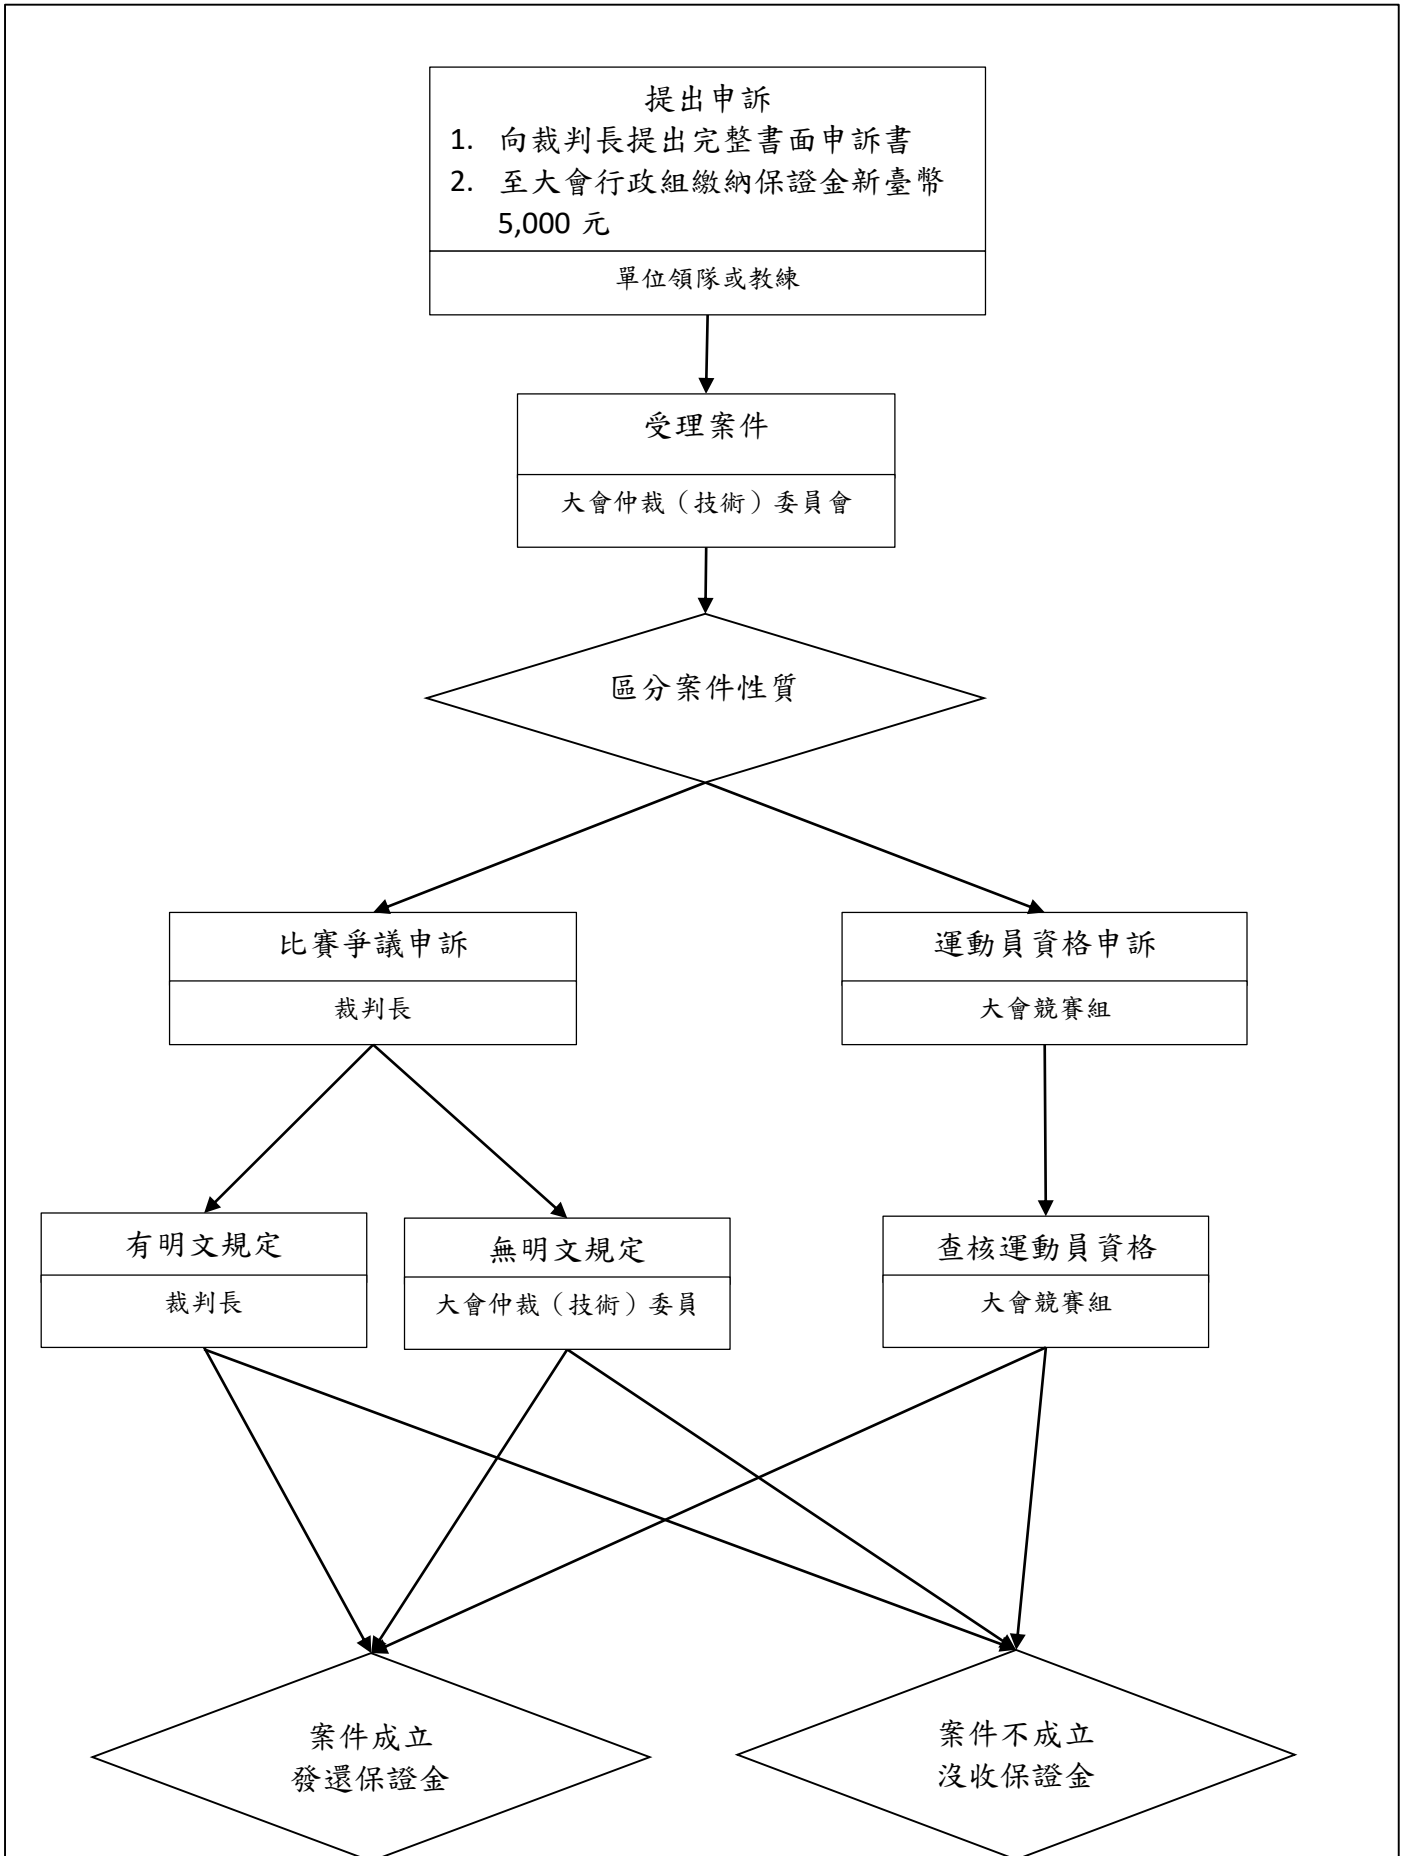 提出申訴
1. 向裁判長提出完整書面申訴書
2. 至大會行政組繳納保證金新臺幣
5,000 元
單位領隊或教練
受理案件
大會仲裁（技術）委員會
區分案件性質
比賽爭議申訴
裁判長
運動員資格申訴
大會競賽組
有明文規定
裁判長
無明文規定
大會仲裁（技術）委員
查核運動員資格
大會競賽組
案件成立
發還保證金
案件不成立
沒收保證金